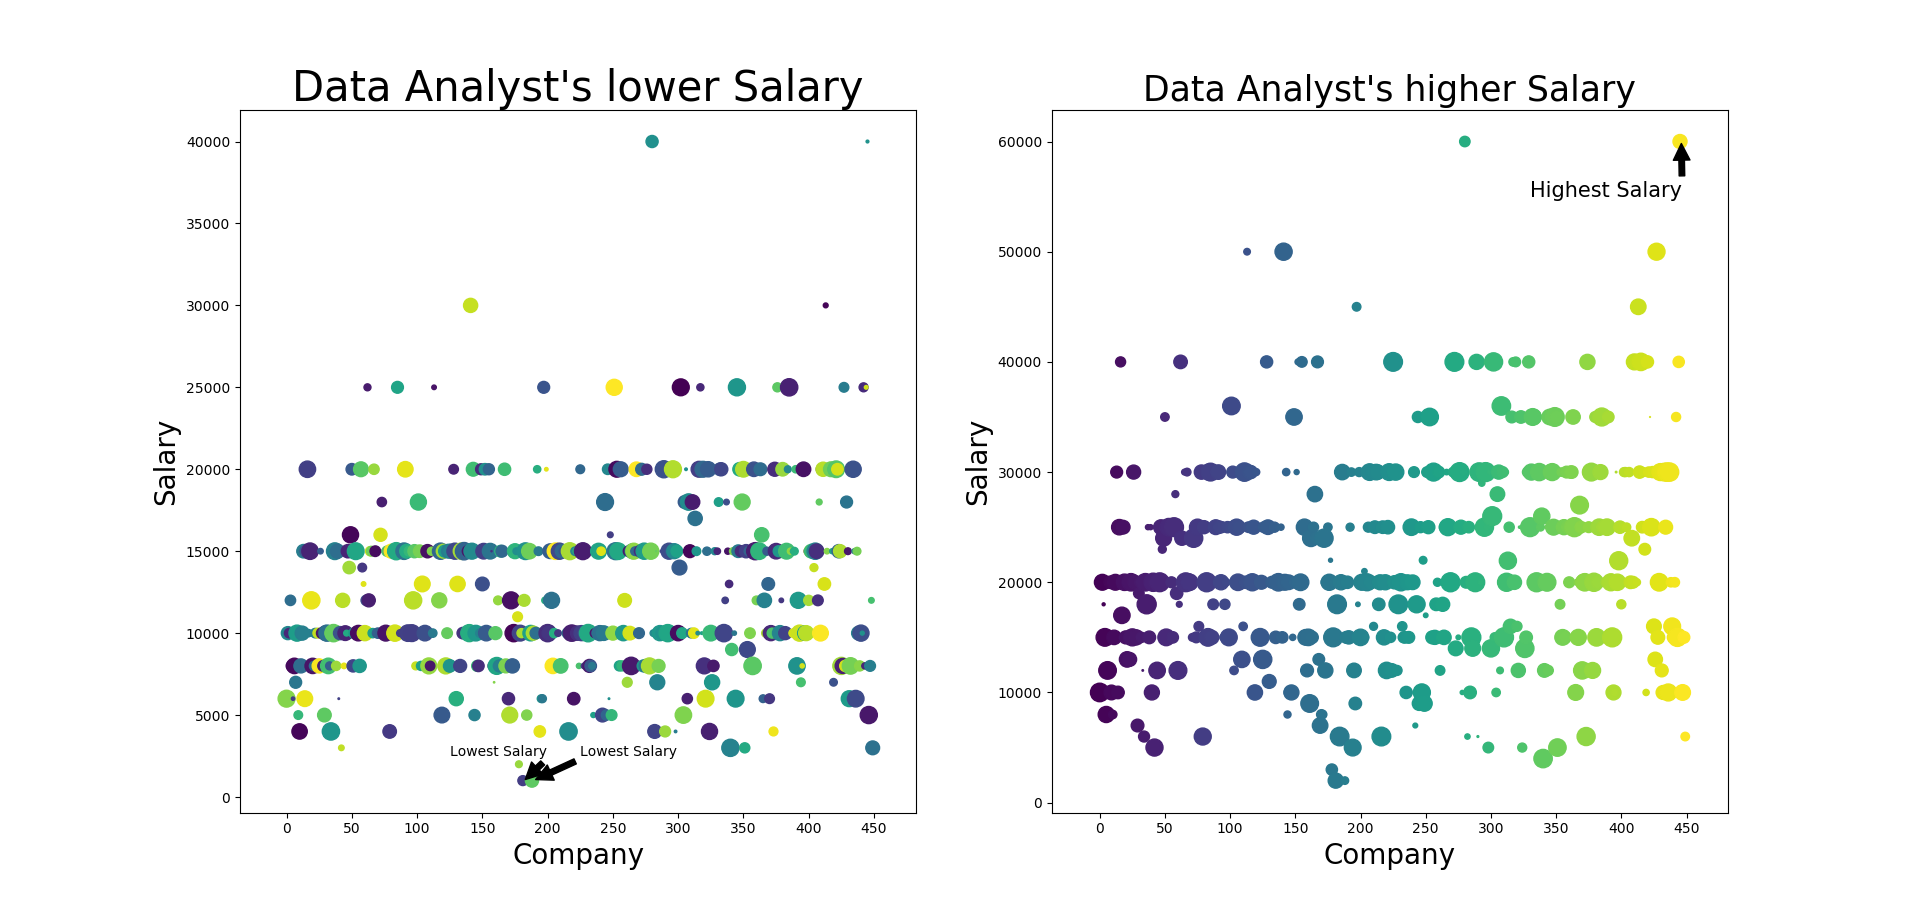 Data Analyst's lower Salary
Salary
40000
35000
30000
25000
20000
15000
10000
5000
0
Lowest Salary
Lowest Salary
0 50 100 150 200 250 300 350 400 450
Company
Data Analyst's higher Salary
Salary
60000
50000
40000
30000
20000
10000
0
Highest Salary
0 50 100 150 200 250 300 350 400 450
Company